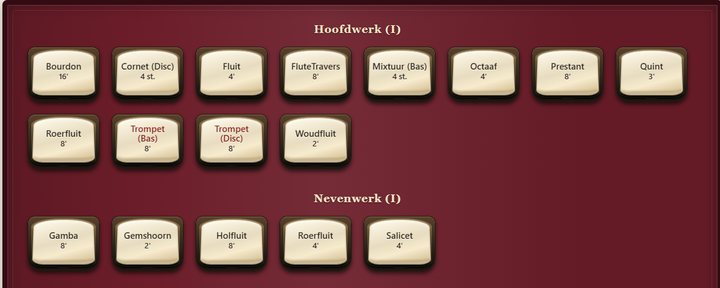 Hoofdwerk (I)
Bourdon
16'
Cornet (Disc)
4 st.
Fluit
4'
FluteTravers
8'
Mixtuur (Bas)
4 st.
Octaaf
4'
Prestant
8'
Quint
3'
Roerfluit
8'
Trompet
(Bas)
8'
Trompet
(Disc)
8'
Woudfluit
2'
Nevenwerk (I)
Gamba
8'
Gemshoorn
2'
Holfluit
8'
Roerfluit
4'
Salicet
4'